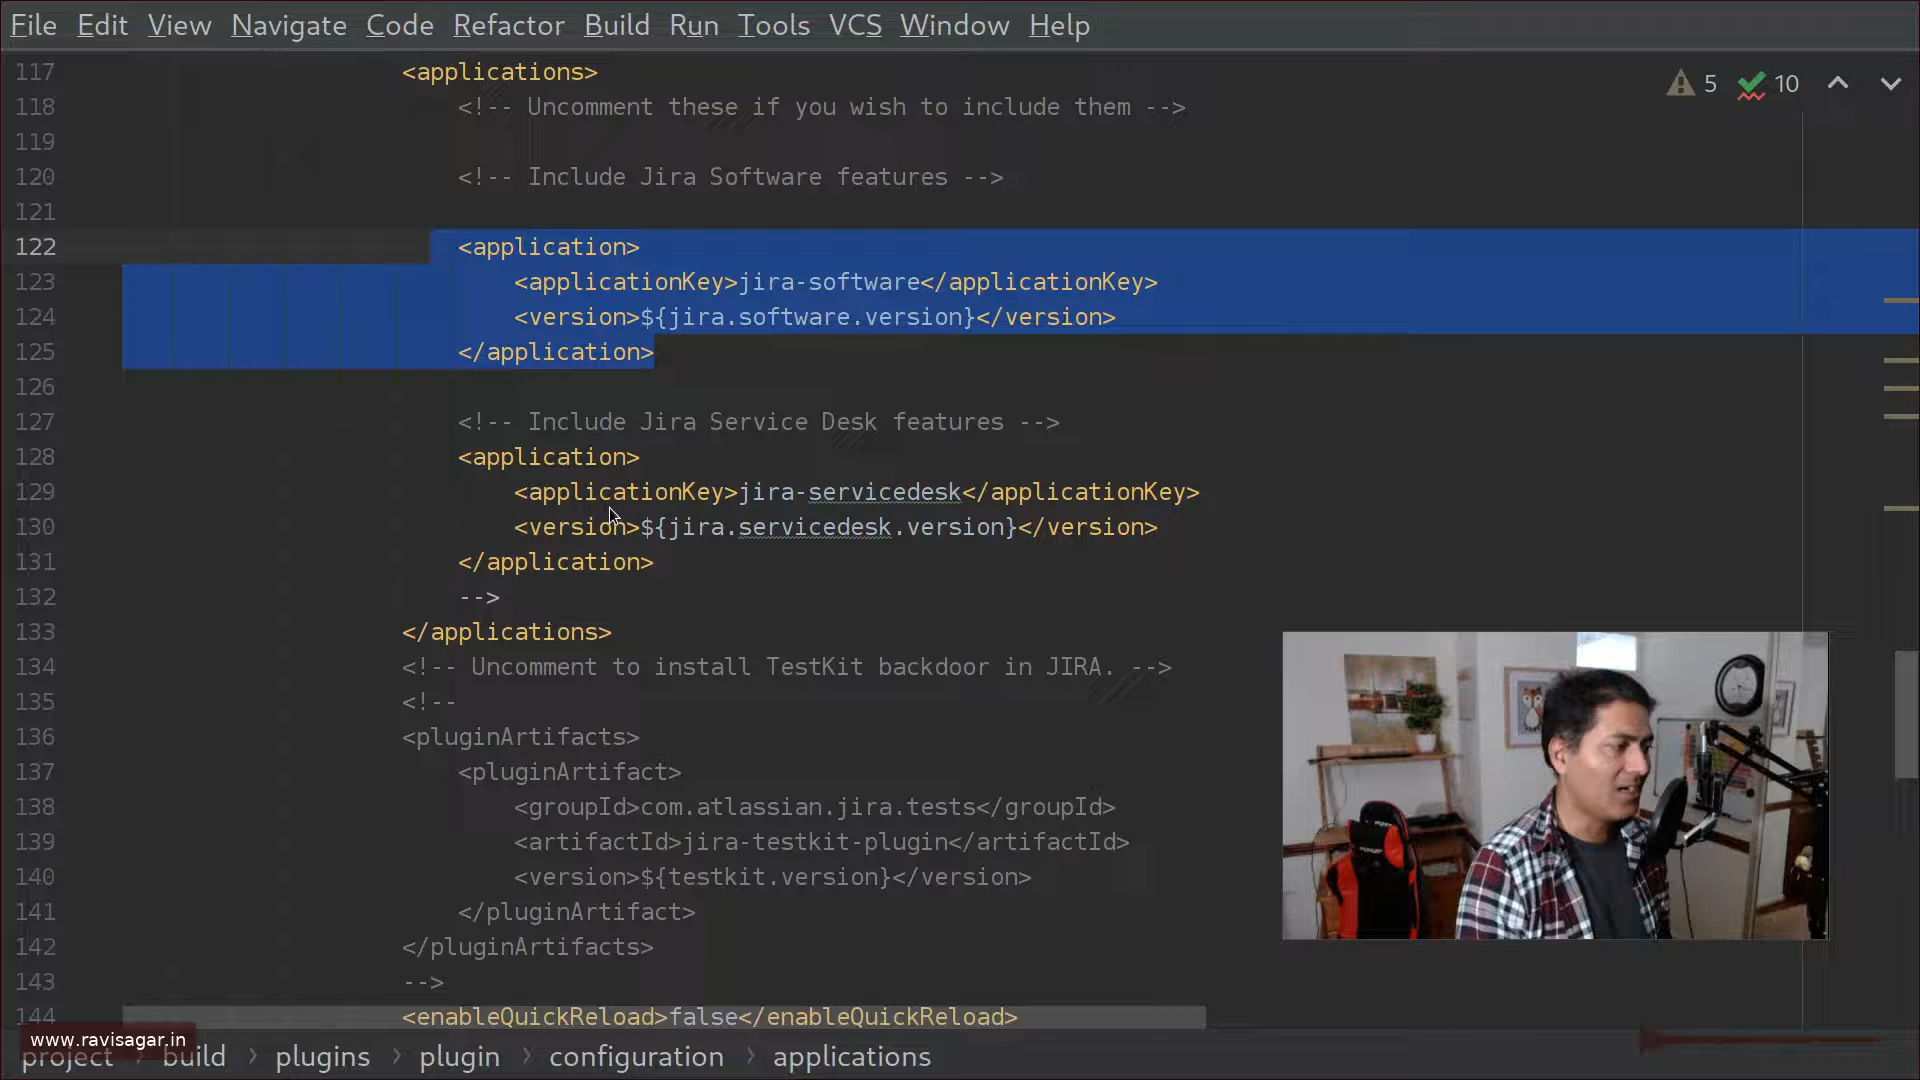 File Edit View Navigate Code Refactor Build Run Tools VCS Window Help
117 <applications>
5 10
118 <!-- Uncomment these if you wish to include them -->
119
120 <!-- Include Jira Software features -->
121
122 <application>
123 <applicationKey>jira-software</applicationKey>
124 <version>${jira.software.version}</version>
125 </application>
126
127 <!-- Include Jira Service Desk features -->
128 <application>
129 <applicationKey>jira-servicedesk</applicationKey>
130 <version>${jira.servicedesk.version}</version>
131 </application>
132 -->
133 </applications>
134 <!-- Uncomment to install TestKit backdoor in JIRA. -->
135 <!--
136 <pluginArtifacts>
137 <pluginArtifact>
138 <groupId>com.atlassian.jira.tests</groupId>
139 <artifactId>jira-testkit-plugin</artifactId>
140 <version>${testkit.version}</version>
141 </pluginArtifact>
142 </pluginArtifacts>
143 -->
144 <enableQuickReload>false</enableQuickReload>
www.ravisagar.in
project › build › plugins › plugin › configuration › applications